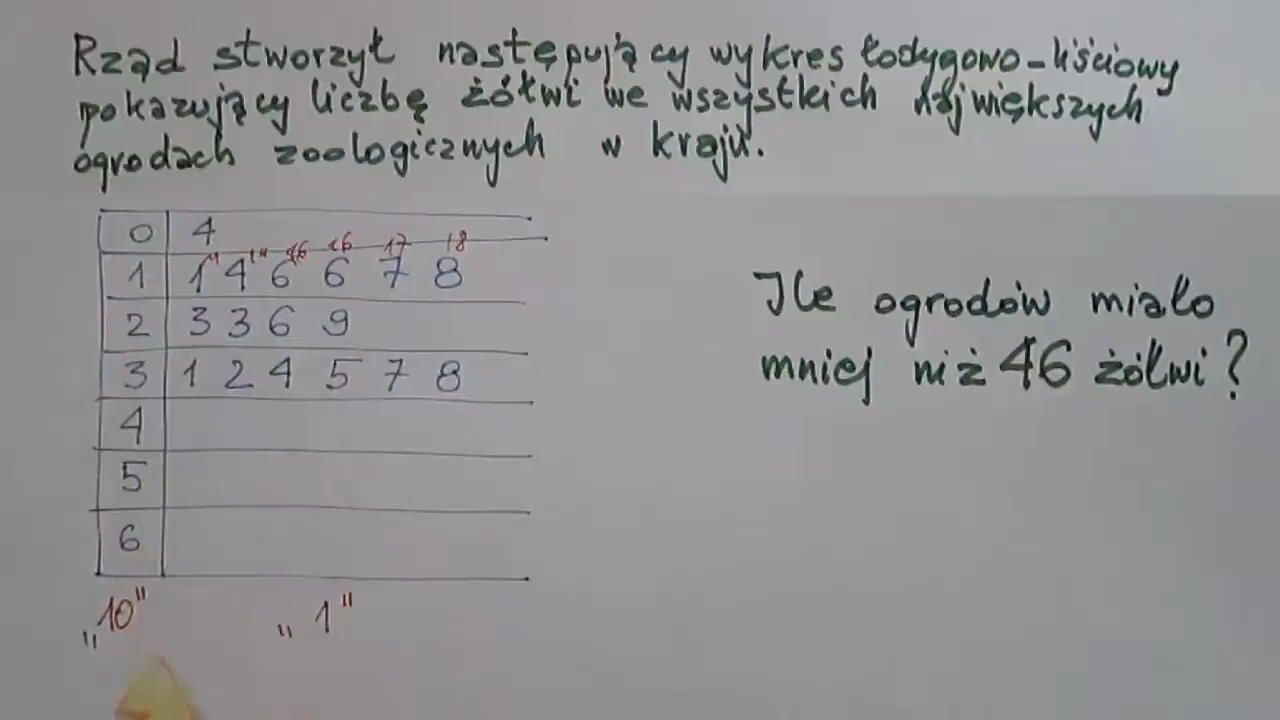 Rząd stworzył następujący wykres łodygowo-liściowy
pokazujący liczbę żółwi we wszystkich największych
ogrodach zoologicznych w kraju.
0 4
16 17 18
1 1 4 6 6 7 8
2 3 3 6 9
3 1 2 4 5 7 8
4
5
6
„10" „1"
Ile ogrodów miało
mniej niż 46 żółwi?